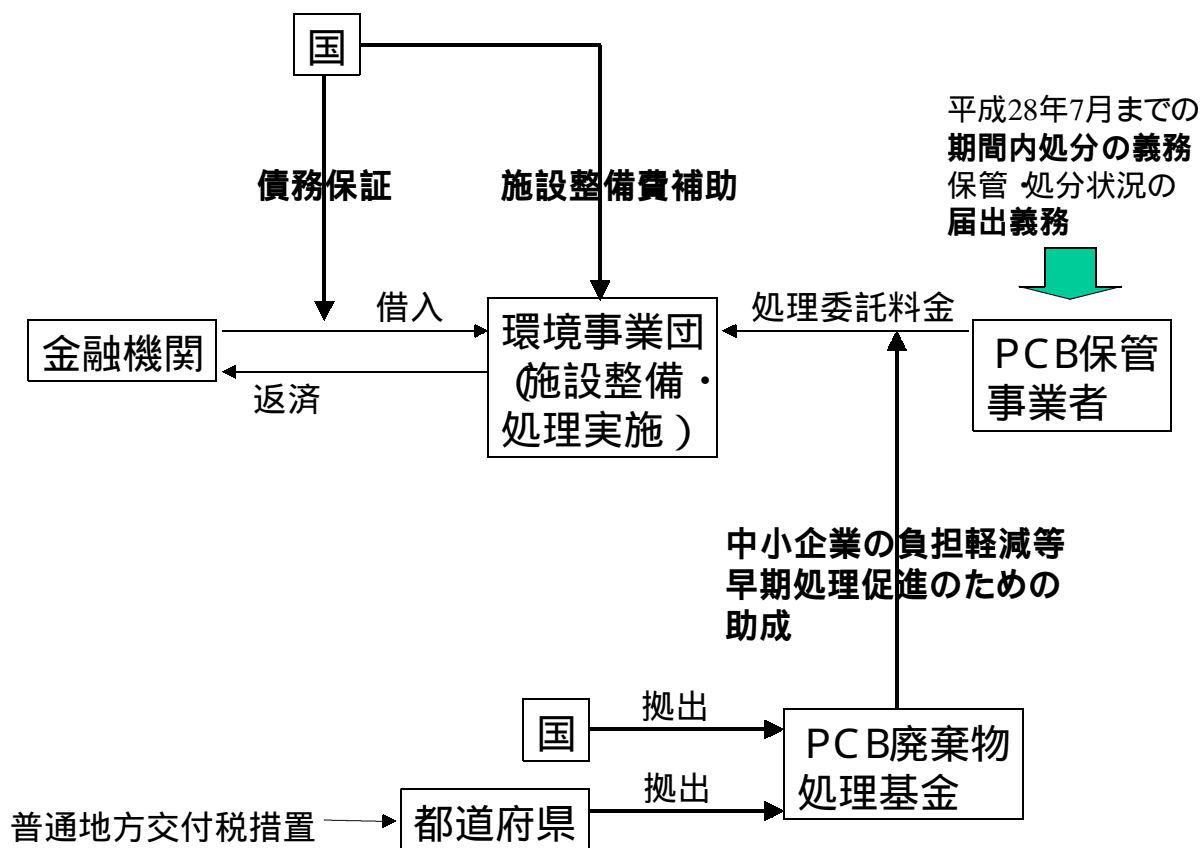 国
平成28年7月までの
期間内処分の義務
保管・処分状況の
届出義務
債務保証
施設整備費補助
借入
処理委託料金
金融機関
環境事業団
(施設整備・
処理実施)
PCB保管
事業者
返済
中小企業の負担軽減等
早期処理促進のための
助成
国
拠出
PCB廃棄物
処理基金
拠出
普通地方交付税措置
都道府県